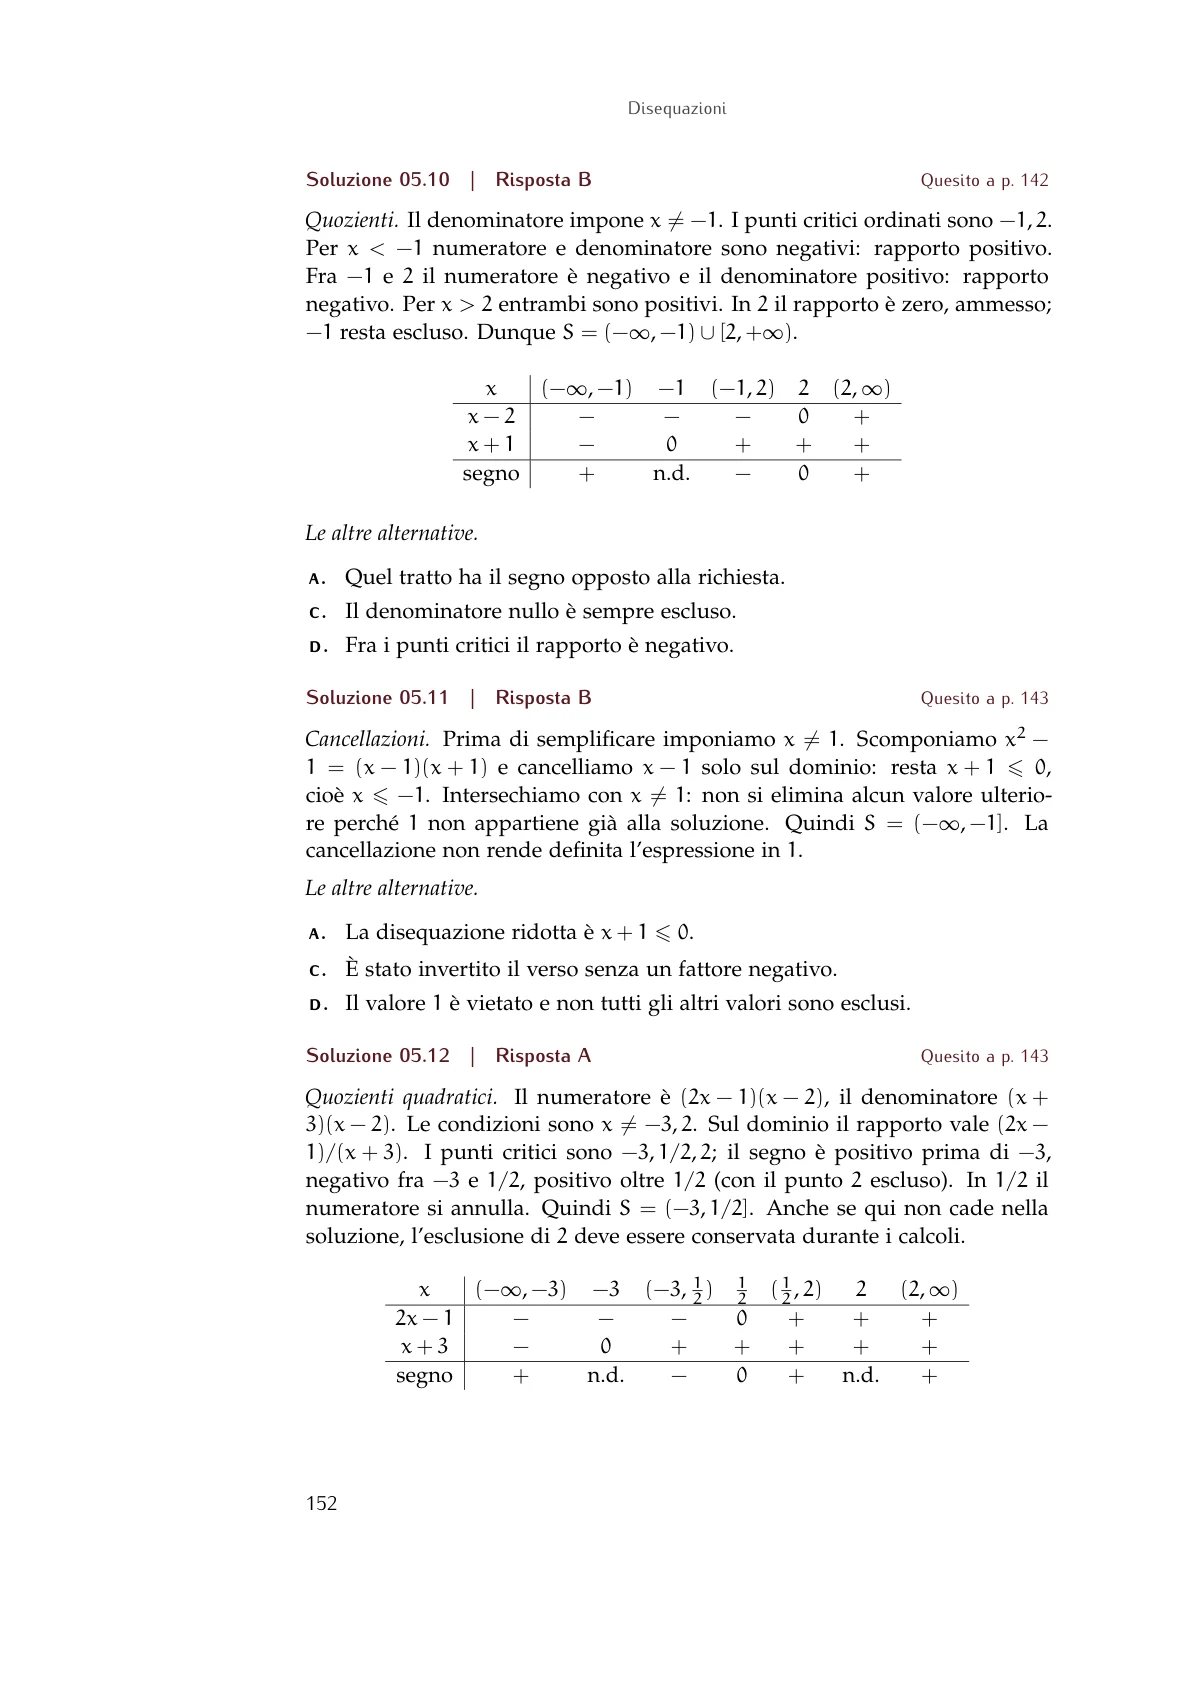 Disequazioni
Soluzione 05.10 | Risposta B Quesito a p. 142
Quozienti. Il denominatore impone x ≠ −1. I punti critici ordinati sono −1, 2.
Per x < −1 numeratore e denominatore sono negativi: rapporto positivo.
Fra −1 e 2 il numeratore è negativo e il denominatore positivo: rapporto
negativo. Per x > 2 entrambi sono positivi. In 2 il rapporto è zero, ammesso;
−1 resta escluso. Dunque S = (−∞, −1) ∪ [2, +∞).
x (−∞, −1) −1 (−1, 2) 2 (2, ∞)
x − 2 − − − 0 +
x + 1 − 0 + + +
segno + n.d. − 0 +
Le altre alternative.
A. Quel tratto ha il segno opposto alla richiesta.
C. Il denominatore nullo è sempre escluso.
D. Fra i punti critici il rapporto è negativo.
Soluzione 05.11 | Risposta B Quesito a p. 143
Cancellazioni. Prima di semplificare imponiamo x ≠ 1. Scomponiamo x² −
1 = (x − 1)(x + 1) e cancelliamo x − 1 solo sul dominio: resta x + 1 ⩽ 0,
cioè x ⩽ −1. Intersechiamo con x ≠ 1: non si elimina alcun valore ulterio-
re perché 1 non appartiene già alla soluzione. Quindi S = (−∞, −1]. La
cancellazione non rende definita l'espressione in 1.
Le altre alternative.
A. La disequazione ridotta è x + 1 ⩽ 0.
C. È stato invertito il verso senza un fattore negativo.
D. Il valore 1 è vietato e non tutti gli altri valori sono esclusi.
Soluzione 05.12 | Risposta A Quesito a p. 143
Quozienti quadratici. Il numeratore è (2x − 1)(x − 2), il denominatore (x +
3)(x − 2). Le condizioni sono x ≠ −3, 2. Sul dominio il rapporto vale (2x −
1)/(x + 3). I punti critici sono −3, 1/2, 2; il segno è positivo prima di −3,
negativo fra −3 e 1/2, positivo oltre 1/2 (con il punto 2 escluso). In 1/2 il
numeratore si annulla. Quindi S = (−3, 1/2]. Anche se qui non cade nella
soluzione, l'esclusione di 2 deve essere conservata durante i calcoli.
x (−∞, −3) −3 (−3, 1/2) 1/2 (1/2, 2) 2 (2, ∞)
2x − 1 − − − 0 + + +
x + 3 − 0 + + + + +
segno + n.d. − 0 + n.d. +
152